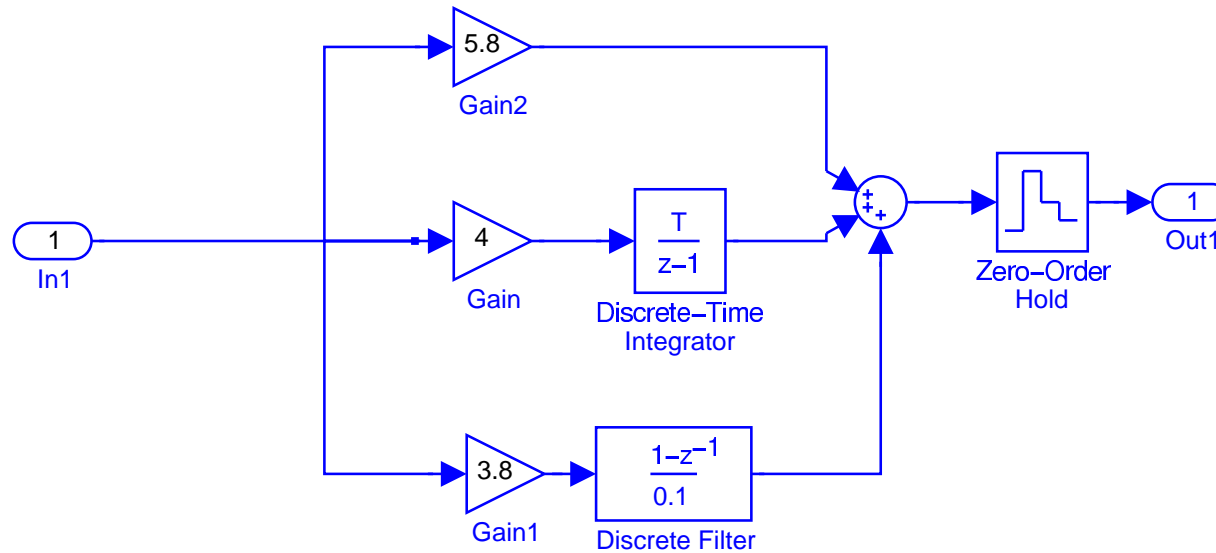 5.8
Gain2
1
In1
4
Gain
T
z−1
Discrete−Time
Integrator
+
+
+
Zero−Order
Hold
1
Out1
3.8
Gain1
1−z−1
0.1
Discrete Filter